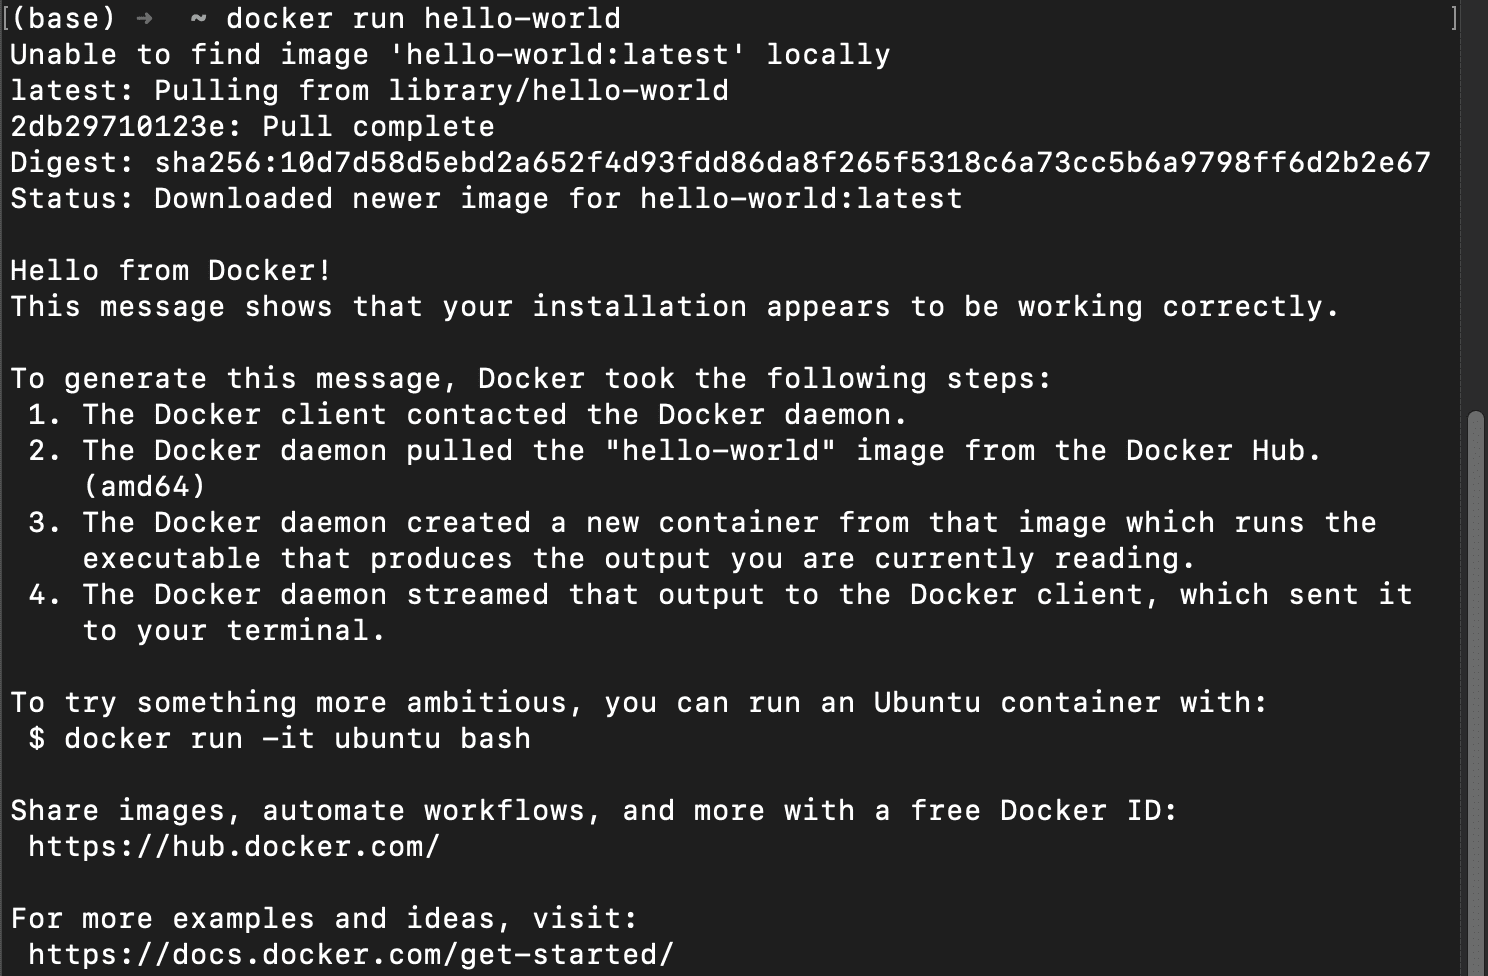 [(base) ➜  ~ docker run hello-world ]
Unable to find image 'hello-world:latest' locally
latest: Pulling from library/hello-world
2db29710123e: Pull complete
Digest: sha256:10d7d58d5ebd2a652f4d93fdd86da8f265f5318c6a73cc5b6a9798ff6d2b2e67
Status: Downloaded newer image for hello-world:latest

Hello from Docker!
This message shows that your installation appears to be working correctly.

To generate this message, Docker took the following steps:
 1. The Docker client contacted the Docker daemon.
 2. The Docker daemon pulled the "hello-world" image from the Docker Hub.
    (amd64)
 3. The Docker daemon created a new container from that image which runs the
    executable that produces the output you are currently reading.
 4. The Docker daemon streamed that output to the Docker client, which sent it
    to your terminal.

To try something more ambitious, you can run an Ubuntu container with:
 $ docker run -it ubuntu bash

Share images, automate workflows, and more with a free Docker ID:
 https://hub.docker.com/

For more examples and ideas, visit:
 https://docs.docker.com/get-started/